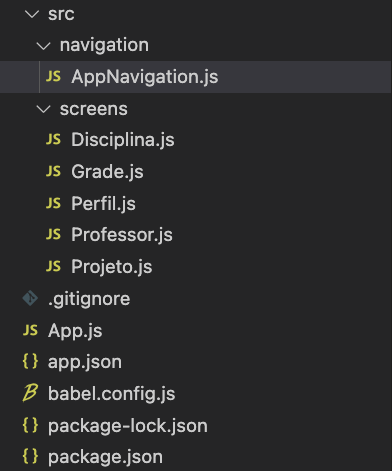 src
navigation
JS AppNavigation.js
screens
JS Disciplina.js
JS Grade.js
JS Perfil.js
JS Professor.js
JS Projeto.js
.gitignore
JS App.js
{} app.json
B babel.config.js
{} package-lock.json
{} package.json